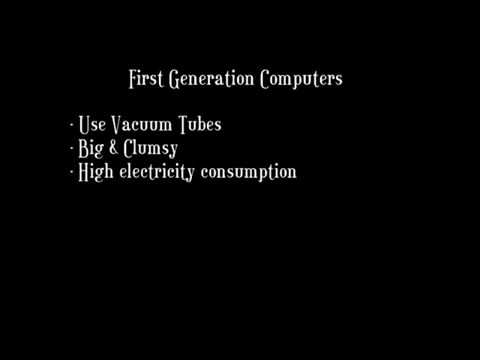 First Generation Computers
· Use Vacuum Tubes
· Big & Clumsy
· High electricity consumption